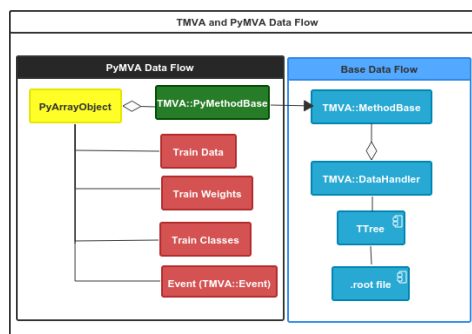 TMVA and PyMVA Data Flow
PyMVA Data Flow
Base Data Flow
PyArrayObject
TMVA::PyMethodBase
TMVA::MethodBase
Train Data
Train Weights
Train Classes
Event (TMVA::Event)
TMVA::DataHandler
TTree
.root file